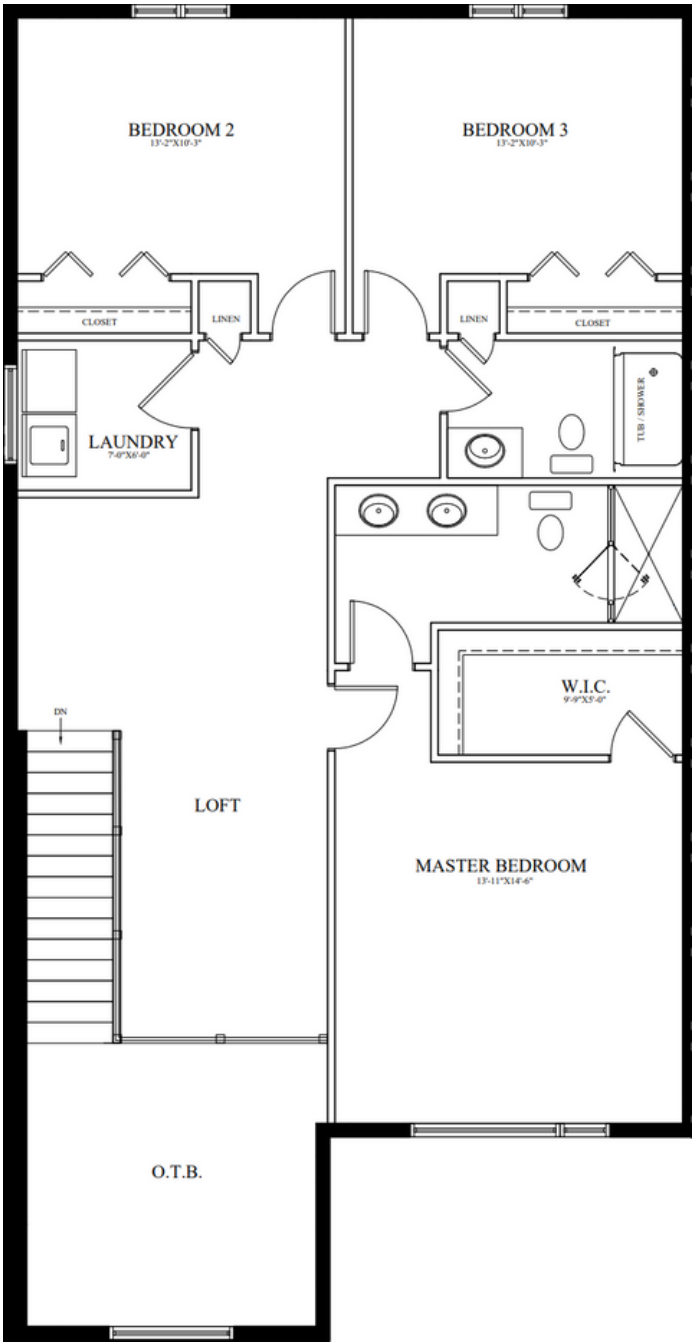 BEDROOM 2
13'-2"X10'-3"
BEDROOM 3
13'-2"X10'-3"
CLOSET
LINEN
LINEN
CLOSET
TUB / SHOWER
LAUNDRY
7'-0"X6'-0"
W.I.C.
9'-9"X5'-0"
DN
LOFT
MASTER BEDROOM
13'-11"X14'-6"
O.T.B.